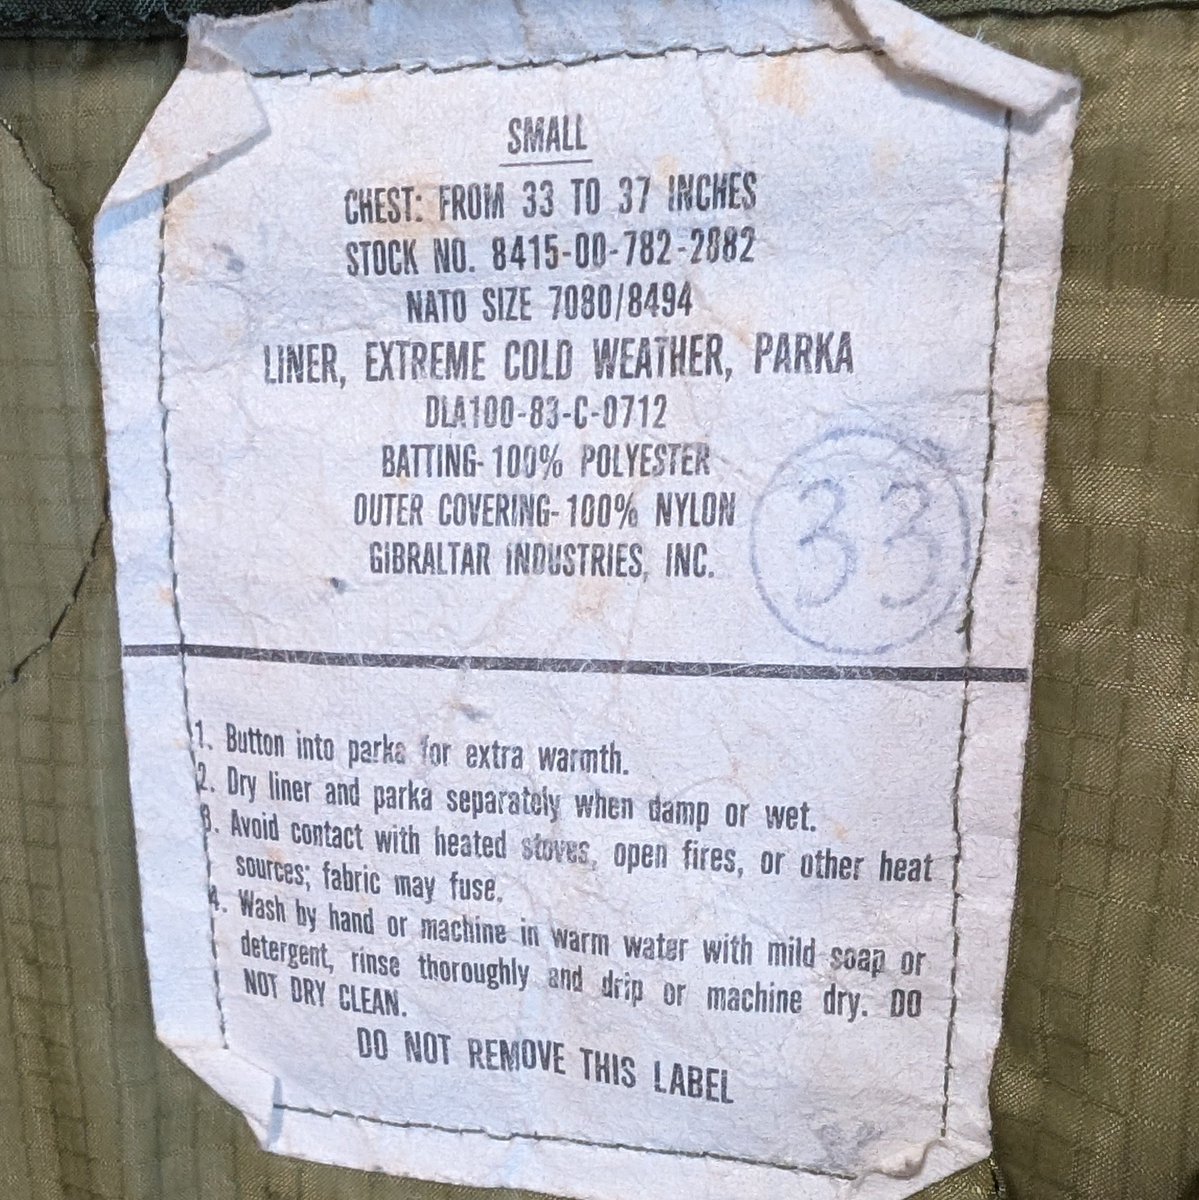 SMALL
CHEST: FROM 33 TO 37 INCHES
STOCK NO. 8415-00-782-2882
NATO SIZE 7080/8494
LINER, EXTREME COLD WEATHER, PARKA
DLA100-83-C-0712
BATTING- 100% POLYESTER
OUTER COVERING- 100% NYLON
GIBRALTAR INDUSTRIES, INC.
33
1. Button into parka for extra warmth.
2. Dry liner and parka separately when damp or wet.
3. Avoid contact with heated stoves, open fires, or other heat
sources; fabric may fuse.
4. Wash by hand or machine in warm water with mild soap or
detergent, rinse thoroughly and drip or machine dry. DO
NOT DRY CLEAN.
DO NOT REMOVE THIS LABEL